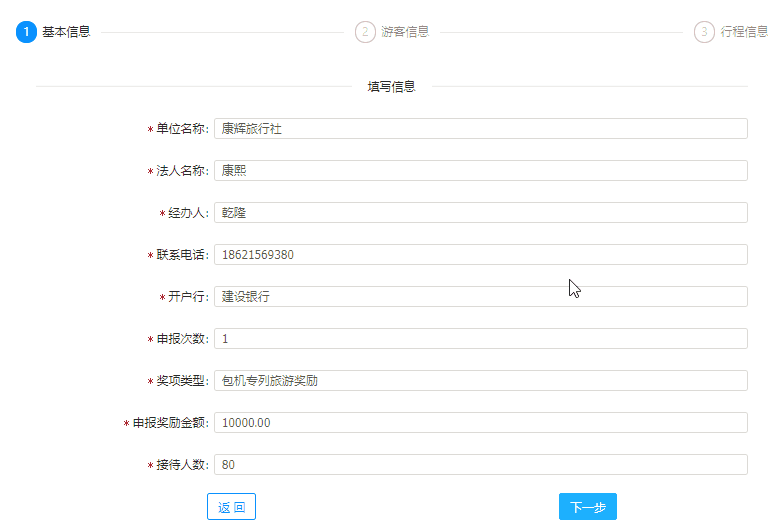 1 基本信息 2 游客信息 3 行程信息
填写信息
* 单位名称: 康辉旅行社
* 法人名称: 康熙
* 经办人: 乾隆
* 联系电话: 18621569380
* 开户行: 建设银行
* 申报次数: 1
* 奖项类型: 包机专列旅游奖励
* 申报奖励金额: 10000.00
* 接待人数: 80
返 回 下一步